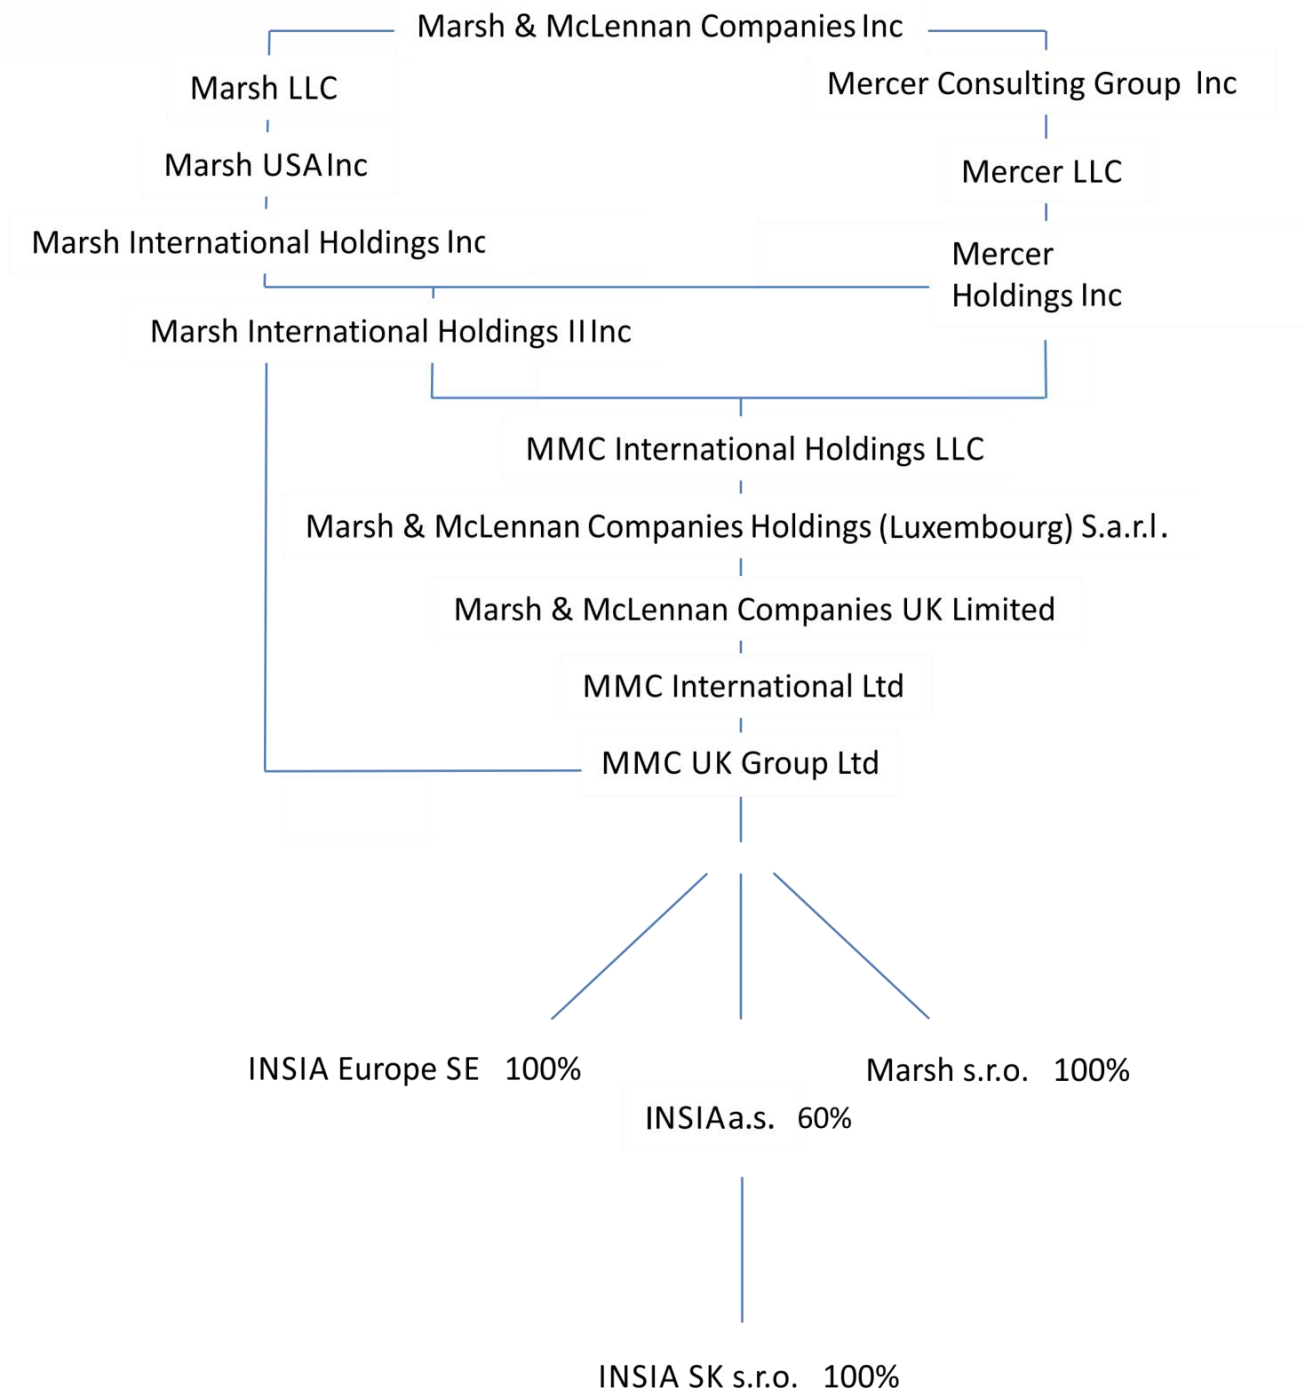 Marsh & McLennan Companies Inc
Marsh LLC
Mercer Consulting Group Inc
Marsh USA Inc
Mercer LLC
Marsh International Holdings Inc
Mercer
Holdings Inc
Marsh International Holdings II Inc
MMC International Holdings LLC
Marsh & McLennan Companies Holdings (Luxembourg) S.a.r.l.
Marsh & McLennan Companies UK Limited
MMC International Ltd
MMC UK Group Ltd
INSIA Europe SE 100%
Marsh s.r.o. 100%
INSIA a.s. 60%
INSIA SK s.r.o. 100%